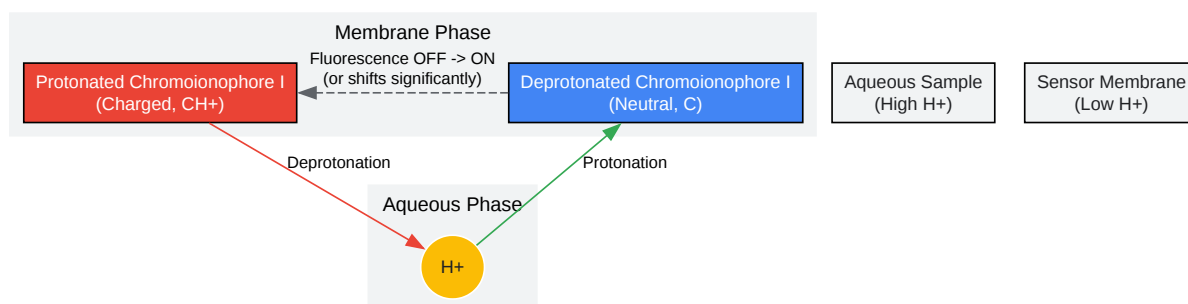 Membrane Phase
Fluorescence OFF -> ON
(or shifts significantly)
Protonated Chromoionophore I
(Charged, CH+)
Deprotonated Chromoionophore I
(Neutral, C)
Aqueous Sample
(High H+)
Sensor Membrane
(Low H+)
Deprotonation
Protonation
Aqueous Phase
H+